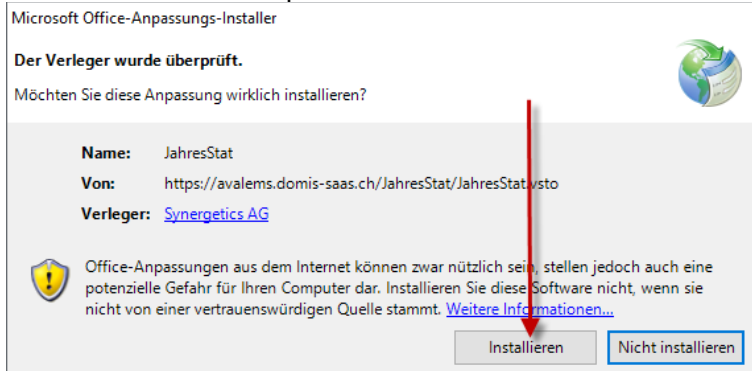 Microsoft Office-Anpassungs-Installer
Der Verleger wurde überprüft.
Möchten Sie diese Anpassung wirklich installieren?
Name: JahresStat
Von: https://avalems.domis-saas.ch/JahresStat/JahresStat.vsto
Verleger: Synergetics AG
Office-Anpassungen aus dem Internet können zwar nützlich sein, stellen jedoch auch eine
potenzielle Gefahr für Ihren Computer dar. Installieren Sie diese Software nicht, wenn sie
nicht von einer vertrauenswürdigen Quelle stammt. Weitere Informationen...
Installieren Nicht installieren